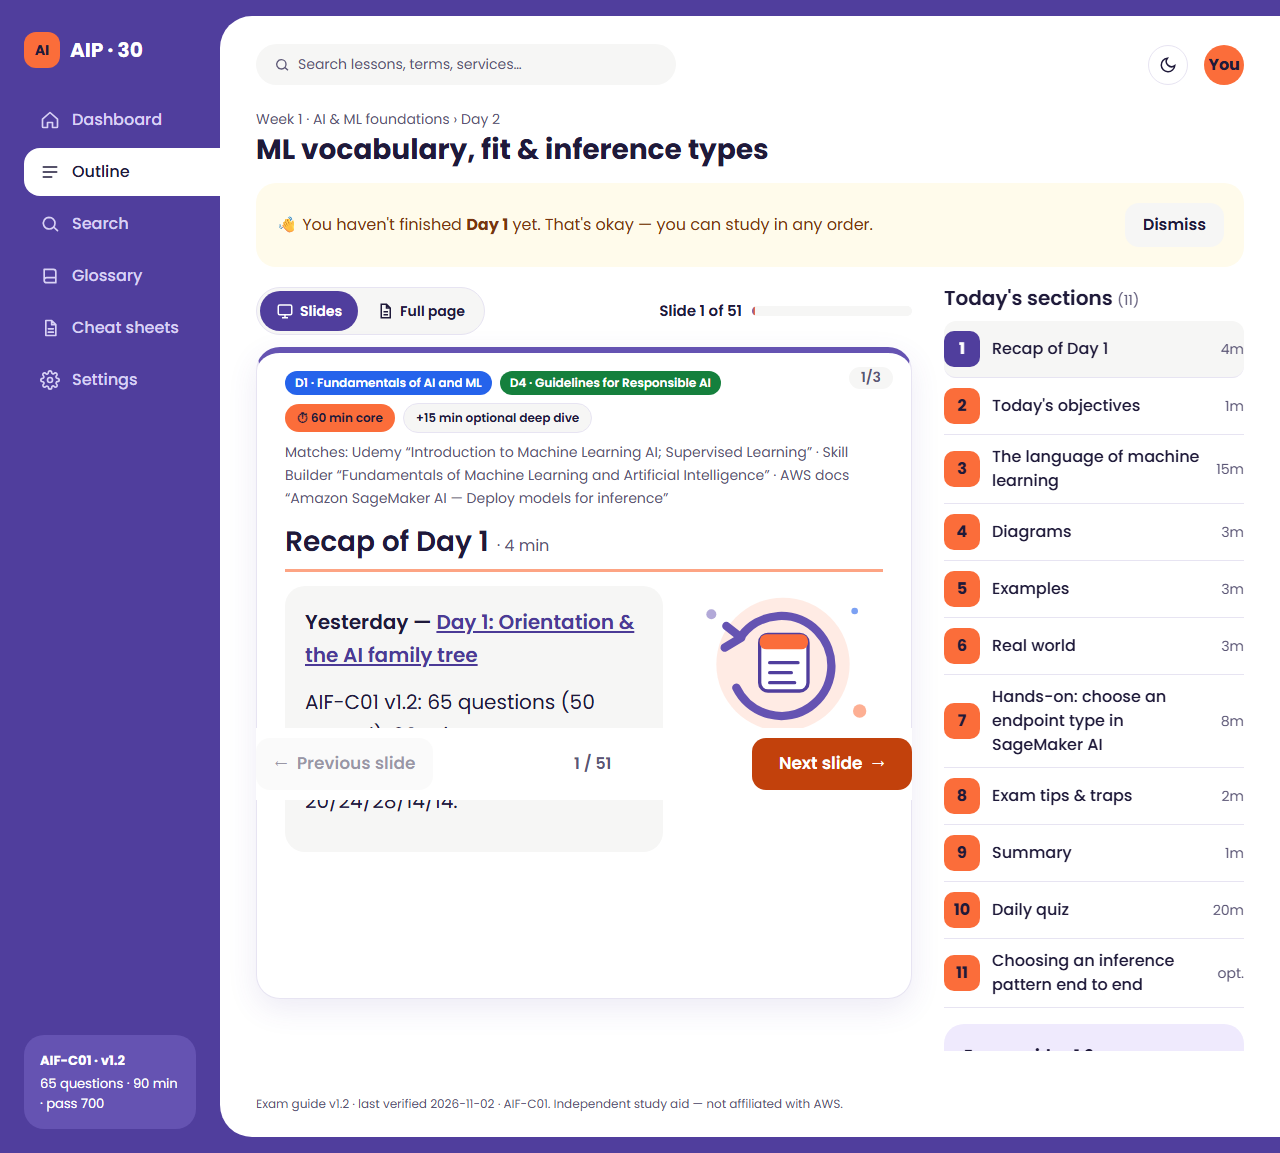 AI
AIP · 30
Dashboard
Outline
Search
Glossary
Cheat sheets
Settings
AIF-C01 · v1.2
65 questions · 90 min
· pass 700
Search lessons, terms, services...
You
Week 1 · AI & ML foundations › Day 2
ML vocabulary, fit & inference types
👋 You haven't finished Day 1 yet. That's okay — you can study in any order.
Dismiss
Slides
Full page
Slide 1 of 51
D1 · Fundamentals of AI and ML
D4 · Guidelines for Responsible AI
1/3
⏱ 60 min core
+15 min optional deep dive
Matches: Udemy “Introduction to Machine Learning AI; Supervised Learning” · Skill
Builder “Fundamentals of Machine Learning and Artificial Intelligence” · AWS docs
“Amazon SageMaker AI — Deploy models for inference”
Recap of Day 1 · 4 min
Yesterday — Day 1: Orientation &
the AI family tree
AIF-C01 v1.2: 65 questions (50
← Previous slide
1 / 51
Next slide →
20/24/28/14/14.
Today's sections (11)
1 Recap of Day 1 4m
2 Today's objectives 1m
3 The language of machine
learning 15m
4 Diagrams 3m
5 Examples 3m
6 Real world 3m
7 Hands-on: choose an
endpoint type in
SageMaker AI 8m
8 Exam tips & traps 2m
9 Summary 1m
10 Daily quiz 20m
11 Choosing an inference
pattern end to end opt.
Exam guide v1.2 · last verified 2026-11-02 · AIF-C01. Independent study aid — not affiliated with AWS.